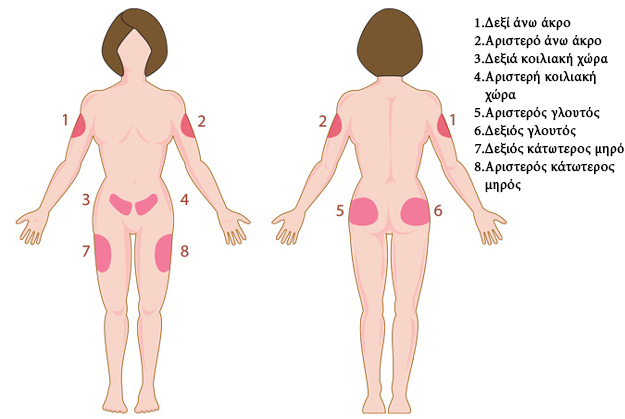 1 2
2 1
3 4
5 6
7 8
1.Δεξί άνω άκρο
2.Αριστερό άνω άκρο
3.Δεξιά κοιλιακή χώρα
4.Αριστερή κοιλιακή
χώρα
5.Αριστερός γλουτός
6.Δεξιός γλουτός
7.Δεξιός κάτωτερος μηρό
8.Αριστερός κάτωτερος
μηρός